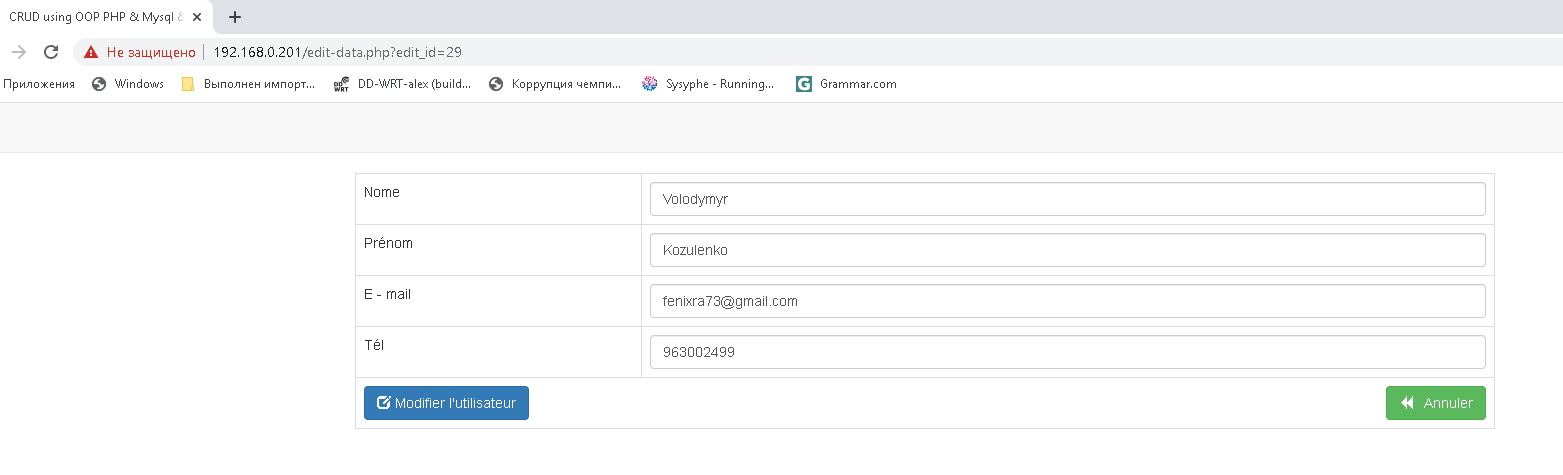 CRUD using OOP PHP & Mysql &
Не защищено 192.168.0.201/edit-data.php?edit_id=29
Приложения Windows Выполнен импорт... DD-WRT-alex (build... Коррупция чемпи... Sysyphe - Running... Grammar.com
Nome Volodymyr
Prénom Kozulenko
E - mail fenixra73@gmail.com
Tél 963002499
Modifier l'utilisateur Annuler